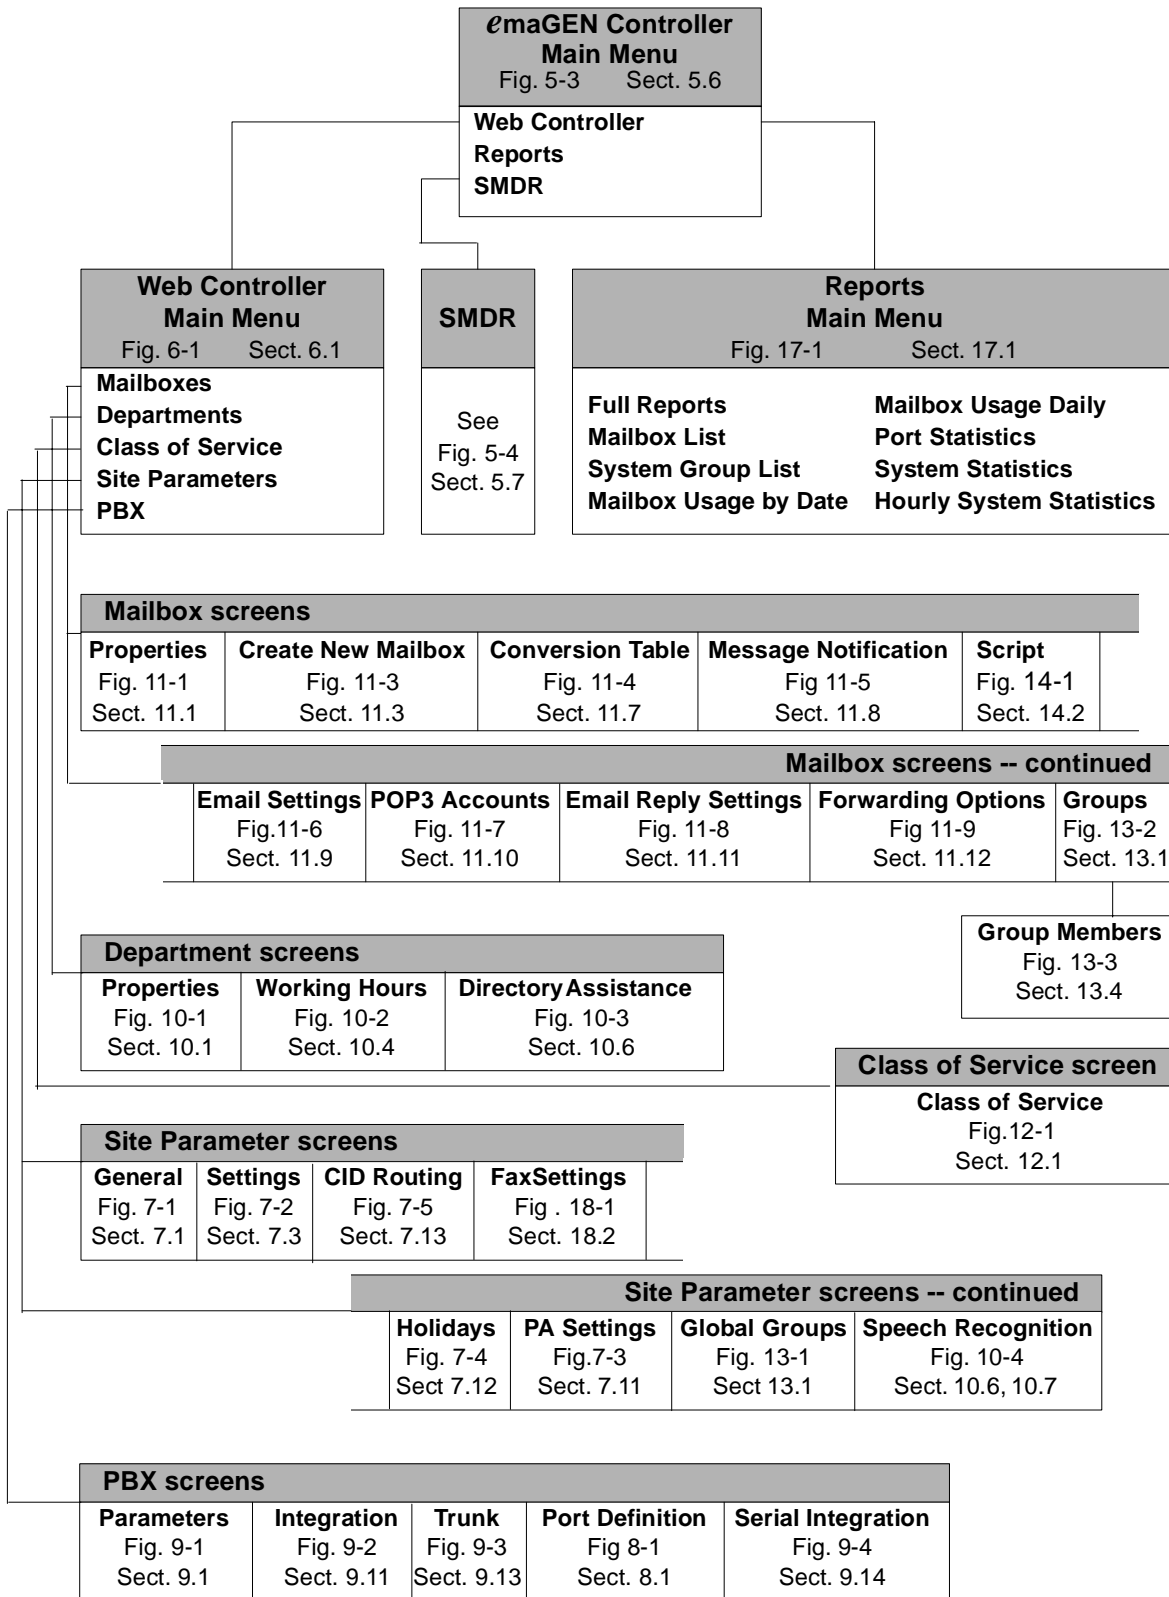 emaGEN Controller
Main Menu
Fig. 5-3 Sect. 5.6
Web Controller
Reports
SMDR
Web Controller
Main Menu
Fig. 6-1 Sect. 6.1
Mailboxes
Departments
Class of Service
Site Parameters
PBX
SMDR
See
Fig. 5-4
Sect. 5.7
Reports
Main Menu
Fig. 17-1 Sect. 17.1
Full Reports Mailbox Usage Daily
Mailbox List Port Statistics
System Group List System Statistics
Mailbox Usage by Date Hourly System Statistics
Mailbox screens
Properties Create New Mailbox Conversion Table Message Notification Script
Fig. 11-1 Fig. 11-3 Fig. 11-4 Fig 11-5 Fig. 14-1
Sect. 11.1 Sect. 11.3 Sect. 11.7 Sect. 11.8 Sect. 14.2
Mailbox screens -- continued
Email Settings POP3 Accounts Email Reply Settings Forwarding Options Groups
Fig.11-6 Fig. 11-7 Fig. 11-8 Fig 11-9 Fig. 13-2
Sect. 11.9 Sect. 11.10 Sect. 11.11 Sect. 11.12 Sect. 13.1
Group Members
Fig. 13-3
Sect. 13.4
Department screens
Properties Working Hours Directory Assistance
Fig. 10-1 Fig. 10-2 Fig. 10-3
Sect. 10.1 Sect. 10.4 Sect. 10.6
Class of Service screen
Class of Service
Fig.12-1
Sect. 12.1
Site Parameter screens
General Settings CID Routing FaxSettings
Fig. 7-1 Fig. 7-2 Fig. 7-5 Fig . 18-1
Sect. 7.1 Sect. 7.3 Sect. 7.13 Sect. 18.2
Site Parameter screens -- continued
Holidays PA Settings Global Groups Speech Recognition
Fig. 7-4 Fig.7-3 Fig. 13-1 Fig. 10-4
Sect 7.12 Sect. 7.11 Sect 13.1 Sect. 10.6, 10.7
PBX screens
Parameters Integration Trunk Port Definition Serial Integration
Fig. 9-1 Fig. 9-2 Fig. 9-3 Fig 8-1 Fig. 9-4
Sect. 9.1 Sect. 9.11 Sect. 9.13 Sect. 8.1 Sect. 9.14